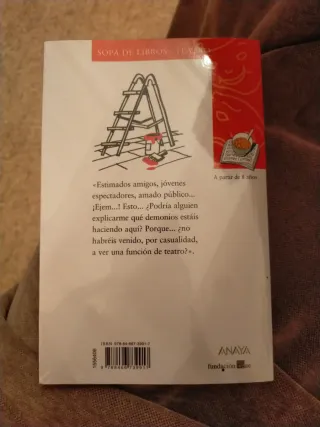 SOPA DE LIBROS
A partir de 8 años
«Estimados amigos, jóvenes
espectadores, amado público...
¡Ejem...! Esto... ¿Podría alguien
explicarme qué demonios estáis
haciendo aquí? Porque... ¿no
habréis venido, por casualidad,
a ver una función de teatro?».
ANAYA
fundación